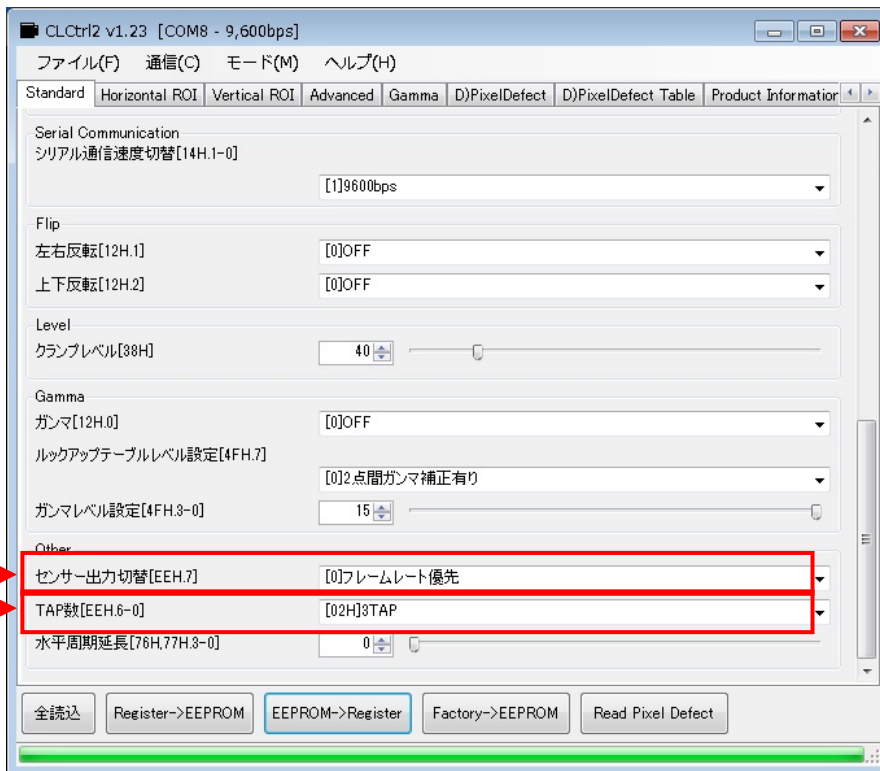 CLCtrl2 v1.23 [COM8 - 9,600bps]
ファイル(F) 通信(C) モード(M) ヘルプ(H)
Standard Horizontal ROI Vertical ROI Advanced Gamma D)PixelDefect D)PixelDefect Table Product Information
Serial Communication
シリアル通信速度切替[14H.1-0]
[1]9600bps
Flip
左右反転[12H.1] [0]OFF
上下反転[12H.2] [0]OFF
Level
クランプレベル[38H] 40
Gamma
ガンマ[12H.0] [0]OFF
ルックアップテーブルレベル設定[4FH.7]
[0]2点間ガンマ補正有り
ガンマレベル設定[4FH.3-0] 15
Other
センサー出力切替[EEH.7] [0]フレームレート優先
TAP数[EEH.6-0] [02H]3TAP
水平周期延長[76H,77H.3-0] 0
全読込 Register->EEPROM EEPROM->Register Factory->EEPROM Read Pixel Defect